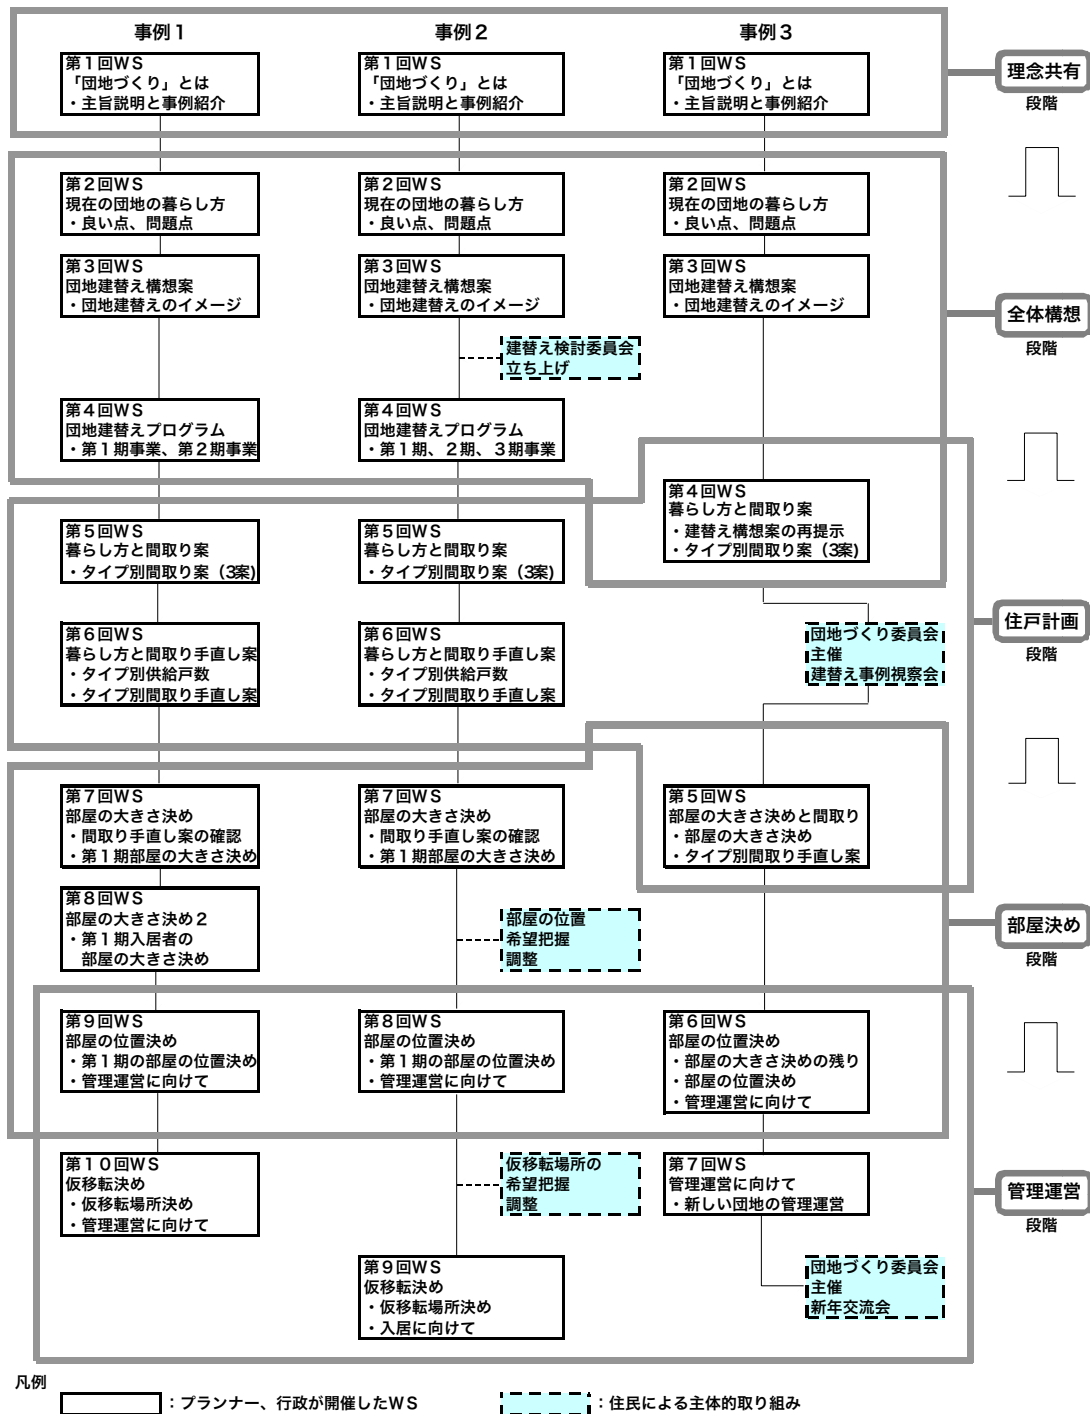 事例１
事例２
事例３
第１回ＷＳ
「団地づくり」とは
・主旨説明と事例紹介
第１回ＷＳ
「団地づくり」とは
・主旨説明と事例紹介
第１回ＷＳ
「団地づくり」とは
・主旨説明と事例紹介
理念共有
段階
第２回ＷＳ
現在の団地の暮らし方
・良い点、問題点
第２回ＷＳ
現在の団地の暮らし方
・良い点、問題点
第２回ＷＳ
現在の団地の暮らし方
・良い点、問題点
第３回ＷＳ
団地建替え構想案
・団地建替えのイメージ
第３回ＷＳ
団地建替え構想案
・団地建替えのイメージ
第３回ＷＳ
団地建替え構想案
・団地建替えのイメージ
全体構想
段階
建替え検討委員会
立ち上げ
第４回ＷＳ
団地建替えプログラム
・第１期事業、第２期事業
第４回ＷＳ
団地建替えプログラム
・第１期、２期、３期事業
第４回ＷＳ
暮らし方と間取り案
・建替え構想案の再提示
・タイプ別間取り案（3案)
第５回ＷＳ
暮らし方と間取り案
・タイプ別間取り案（3案)
第５回ＷＳ
暮らし方と間取り案
・タイプ別間取り案（3案)
第６回ＷＳ
暮らし方と間取り手直し案
・タイプ別供給戸数
・タイプ別間取り手直し案
第６回ＷＳ
暮らし方と間取り手直し案
・タイプ別供給戸数
・タイプ別間取り手直し案
団地づくり委員会
主催
建替え事例視察会
住戸計画
段階
第７回ＷＳ
部屋の大きさ決め
・間取り手直し案の確認
・第１期部屋の大きさ決め
第７回ＷＳ
部屋の大きさ決め
・間取り手直し案の確認
・第１期部屋の大きさ決め
第５回ＷＳ
部屋の大きさ決めと間取り
・部屋の大きさ決め
・タイプ別間取り手直し案
第８回ＷＳ
部屋の大きさ決め２
・第１期入居者の
部屋の大きさ決め
部屋の位置
希望把握
調整
部屋決め
段階
第９回ＷＳ
部屋の位置決め
・第１期の部屋の位置決め
・管理運営に向けて
第８回ＷＳ
部屋の位置決め
・第１期の部屋の位置決め
・管理運営に向けて
第６回ＷＳ
部屋の位置決め
・部屋の大きさ決めの残り
・部屋の位置決め
・管理運営に向けて
第１０回ＷＳ
仮移転決め
・仮移転場所決め
・管理運営に向けて
仮移転場所の
希望把握
調整
第７回ＷＳ
管理運営に向けて
・新しい団地の管理運営
管理運営
段階
第９回ＷＳ
仮移転決め
・仮移転場所決め
・入居に向けて
団地づくり委員会
主催
新年交流会
凡例
：プランナー、行政が開催したＷＳ
：住民による主体的取り組み